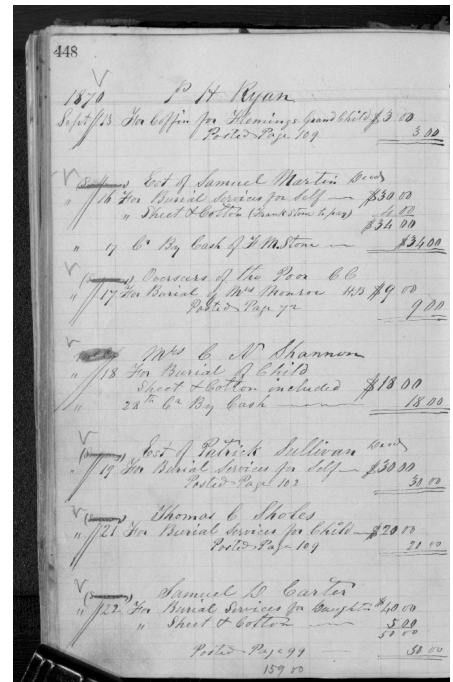 448
1870 P H Ryan
Sept 13 For Coffin for Flemings Grand Child $3 00
Posted Page 109 3 00
Est of Samuel Martin Decd
" 16 For Burial Services for Self $30 00
" Sheet & Cotton (Frank Stone to pay) 4 00
$34 00
" 17 Cr By Cash of F M Stone $34 00
Overseers of the Poor C C
" 17 For Burial of Mrs Monroe $9 00
Posted Page 72 9 00
Mrs C N Shannon
" 18 For Burial of Child
Sheet & Cotton included $18 00
" 28th Cr By Cash 18 00
Est of Patrick Sullivan Decd
" 19 For Burial Services for Self $30 00
Posted Page 102 30 00
Thomas C Sholes
" 21 For Burial Services for Child $20 00
Posted Page 109
Samuel S. Carter
" 22 For Burial Services for Daughter $40 00
" Sheet & Cotton 5 00
50 00
Posted Page 99 50 00
159 00